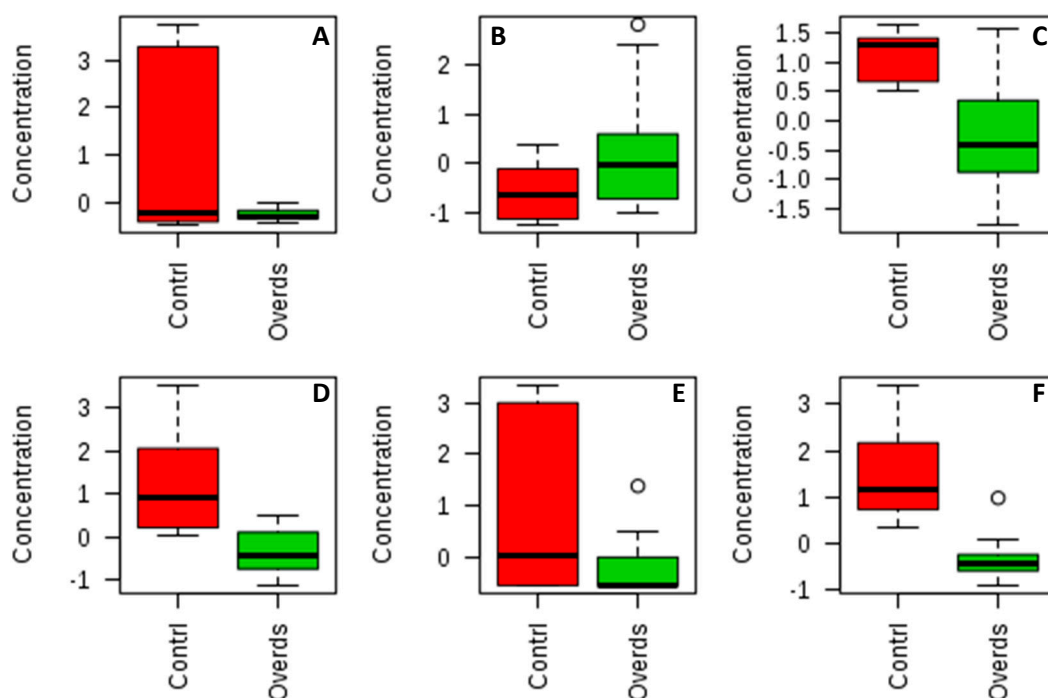 A
Concentration
3
2
1
0
Contrl
Overds
B
Concentration
2
1
0
-1
Contrl
Overds
C
Concentration
1.5
1.0
0.5
0.0
-0.5
-1.0
-1.5
Contrl
Overds
D
Concentration
3
2
1
0
-1
Contrl
Overds
E
Concentration
3
2
1
0
Contrl
Overds
F
Concentration
3
2
1
0
-1
Contrl
Overds